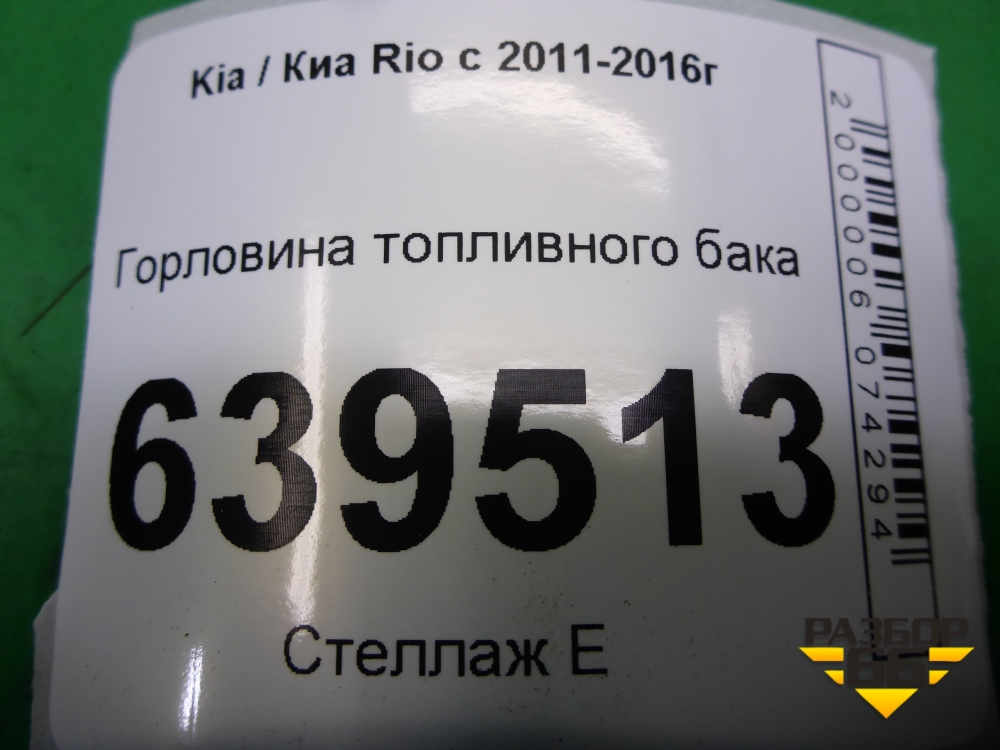 Kia / Киа Rio с 2011-2016г
Горловина топливного бака
639513
Стеллаж Е
2000006074294
РАЗБОР
66